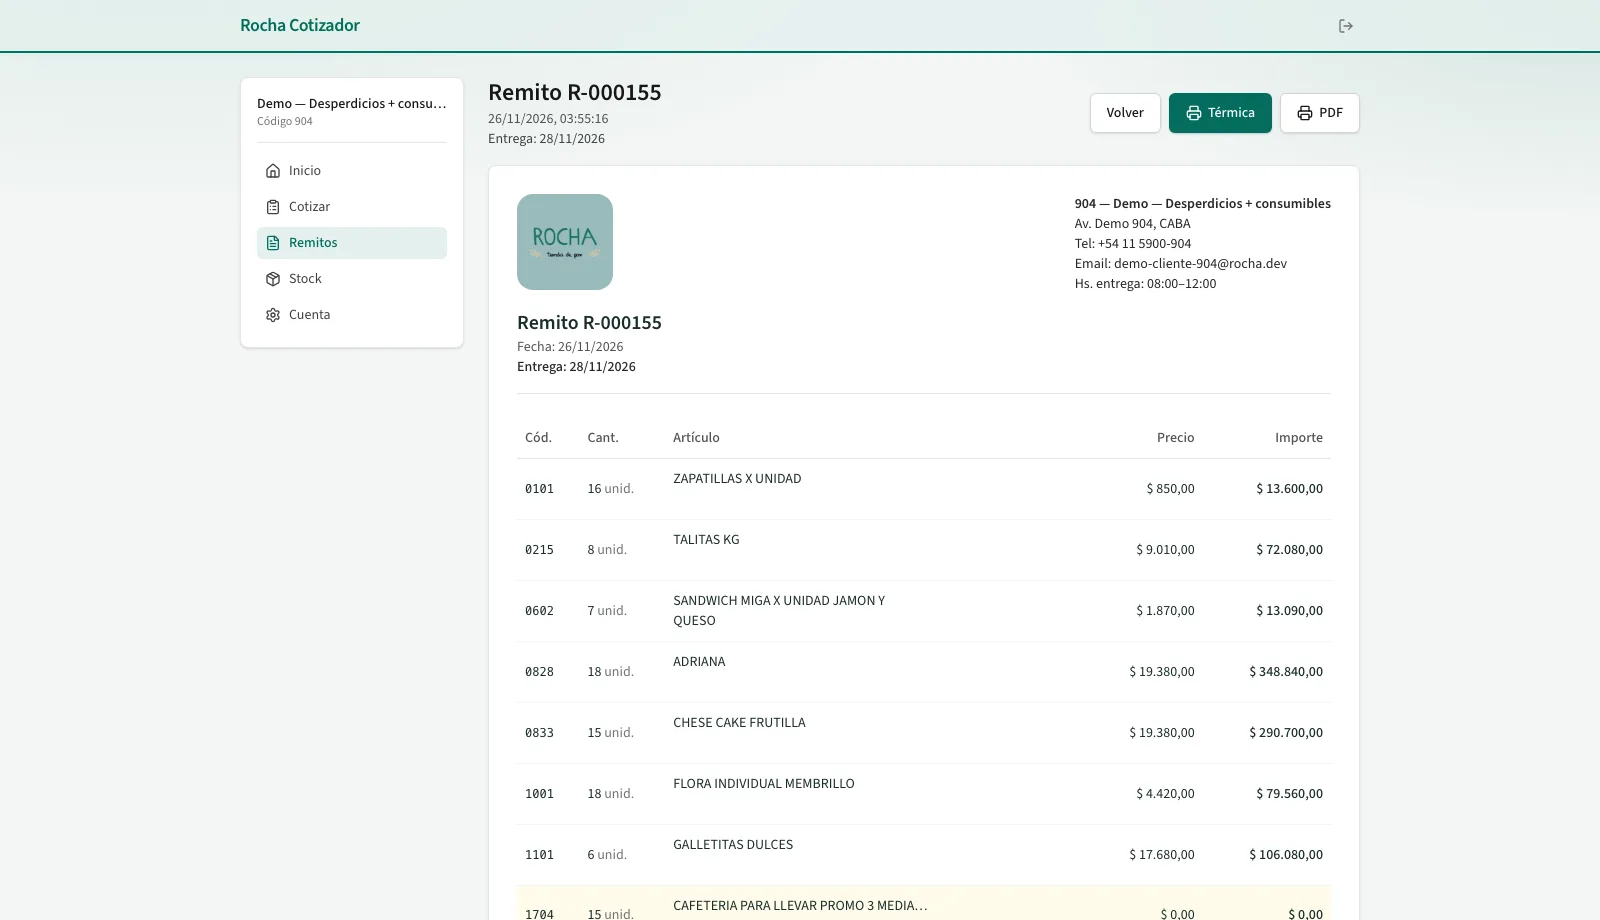 Rocha Cotizador
Demo — Desperdicios + consu…
Código 904
Inicio
Cotizar
Remitos
Stock
Cuenta
Remito R-000155
26/11/2026, 03:55:16
Entrega: 28/11/2026
Volver
Térmica
PDF
ROCHA
904 — Demo — Desperdicios + consumibles
Av. Demo 904, CABA
Tel: +54 11 5900-904
Email: demo-cliente-904@rocha.dev
Hs. entrega: 08:00–12:00
Remito R-000155
Fecha: 26/11/2026
Entrega: 28/11/2026
Cód. Cant. Artículo Precio Importe
0101 16 unid. ZAPATILLAS X UNIDAD $ 850,00 $ 13.600,00
0215 8 unid. TALITAS KG $ 9.010,00 $ 72.080,00
0602 7 unid. SANDWICH MIGA X UNIDAD JAMON Y
QUESO $ 1.870,00 $ 13.090,00
0828 18 unid. ADRIANA $ 19.380,00 $ 348.840,00
0833 15 unid. CHESE CAKE FRUTILLA $ 19.380,00 $ 290.700,00
1001 18 unid. FLORA INDIVIDUAL MEMBRILLO $ 4.420,00 $ 79.560,00
1101 6 unid. GALLETITAS DULCES $ 17.680,00 $ 106.080,00
1704 15 unid. CAFETERIA PARA LLEVAR PROMO 3 MEDIA… $ 0,00 $ 0,00